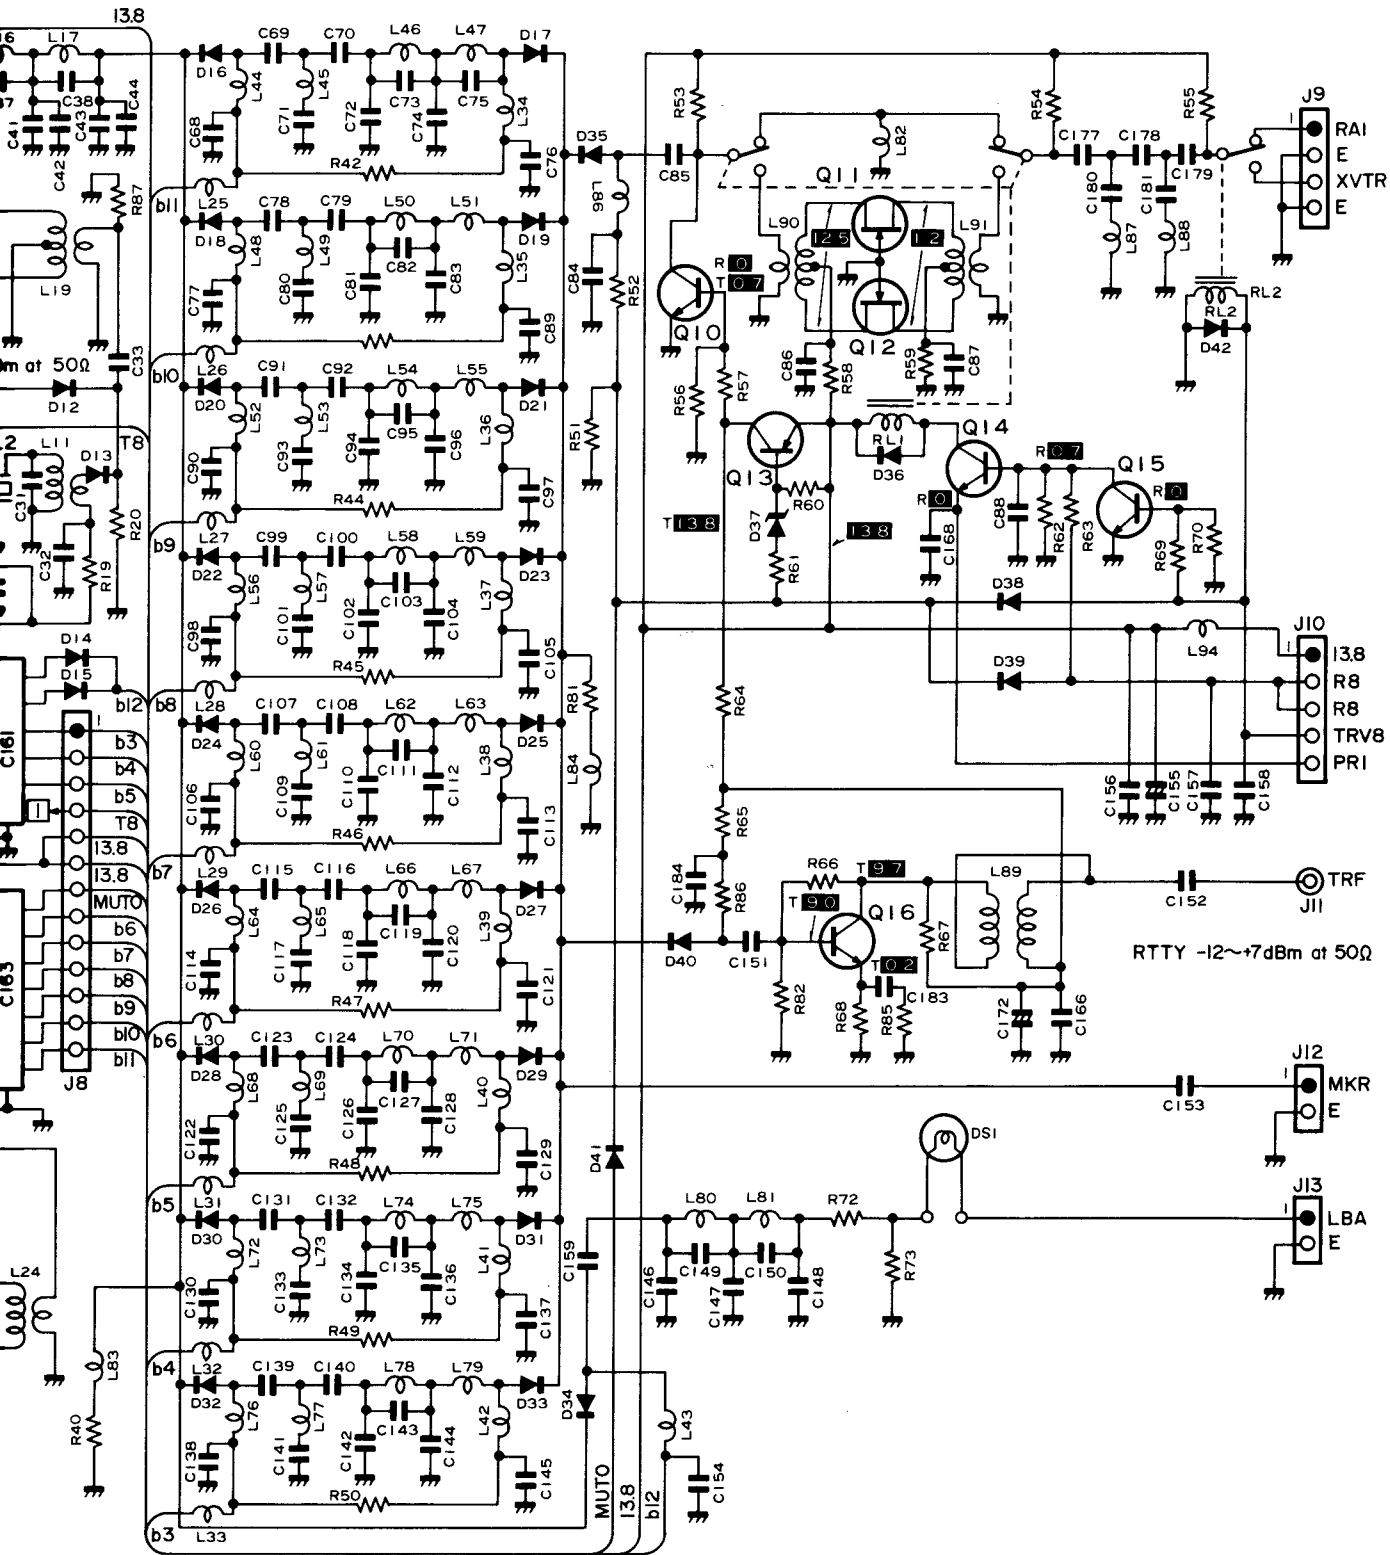 13.8
L17
C38
C41
C42
C43
C44
R87
L19
m at 50Ω
C33
D12
T8
L11
D13
C31
C32
R19
R20
D14
D15
b12
C161
C163
1
b3
b4
b5
T8
13.8
13.8
MUTO
b6
b7
b8
b9
b10
b11
J8
L24
L83
R40
D16
C69
C70
L46
L47
D17
L44
L45
C73
C75
C68
C71
C72
C74
L34
C76
R42
b11
L25
C78
C79
L50
L51
D18
D19
L48
L49
C82
L35
C77
C80
C81
C83
C89
b10
L26
C91
C92
L54
L55
D20
D21
L52
L53
C95
L36
C90
C93
C94
C96
C97
R44
b9
L27
C99
C100
L58
L59
D22
D23
L56
L57
C103
L37
C98
C101
C102
C104
C105
R45
b8
L28
C107
C108
L62
L63
D24
D25
L60
L61
C111
L38
C106
C109
C110
C112
C113
R46
b7
L29
C115
C116
L66
L67
D26
D27
L64
L65
C119
L39
C114
C117
C118
C120
C121
R47
b6
L30
C123
C124
L70
L71
D28
D29
L68
L69
C127
L40
C122
C125
C126
C128
C129
R48
b5
L31
C131
C132
L74
L75
D30
D31
L72
L73
C135
L41
C130
C133
C134
C136
C137
R49
b4
L32
C139
C140
L78
L79
D32
D33
L76
L77
C143
L42
C138
C141
C142
C144
C145
R50
b3
L33
D35
L86
C84
R52
R51
R81
L84
D41
C159
D34
MUTO
13.8
b12
L43
C154
R53
C85
L82
Q11
L90
12.5
1.2
L91
R 0
T 0.7
Q10
Q12
C86
R58
R59
C87
R56
R57
Q13
RL1
D36
Q14
R60
T 13.8
D37
R61
13.8
R 0
C168
R 0.7
C88
R62
R63
Q15
R 0
R69
R70
R54
C177
C178
C179
R55
C180
C181
L87
L88
RL2
RL2
D42
J9
1
RA1
E
XVTR
E
D38
D39
L94
J10
1
13.8
R8
R8
TRV8
PR1
C156
C155
C157
C158
R64
R65
C184
R86
D40
C151
R66
T 9.7
T 9.0
Q16
R82
T 0.2
C183
R68
R85
R67
L89
C172
C166
C152
TRF
J11
RTTY -12~+7dBm at 50Ω
C153
J12
1
MKR
E
DS1
L80
L81
R72
C149
C150
C146
C147
C148
R73
J13
1
LBA
E